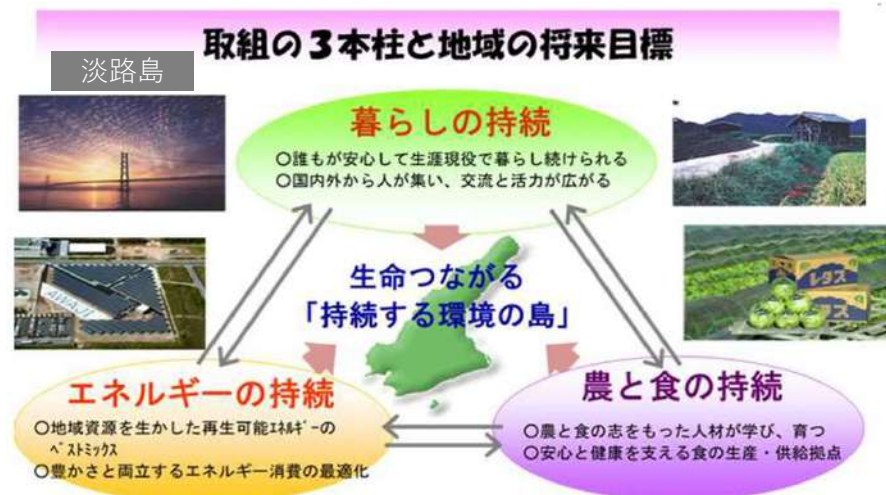 取組の３本柱と地域の将来目標
淡路島
暮らしの持続
○誰もが安心して生涯現役で暮らし続けられる
○国内外から人が集い、交流と活力が広がる
生命つながる
「持続する環境の島」
AWAJI
レタス
エネルギーの持続
○地域資源を生かした再生可能ｴﾈﾙｷﾞｰの
ﾍﾞｽﾄﾐｯｸｽ
○豊かさと両立するエネルギー消費の最適化
農と食の持続
○農と食の志をもった人材が学び、育つ
○安心と健康を支える食の生産・供給拠点